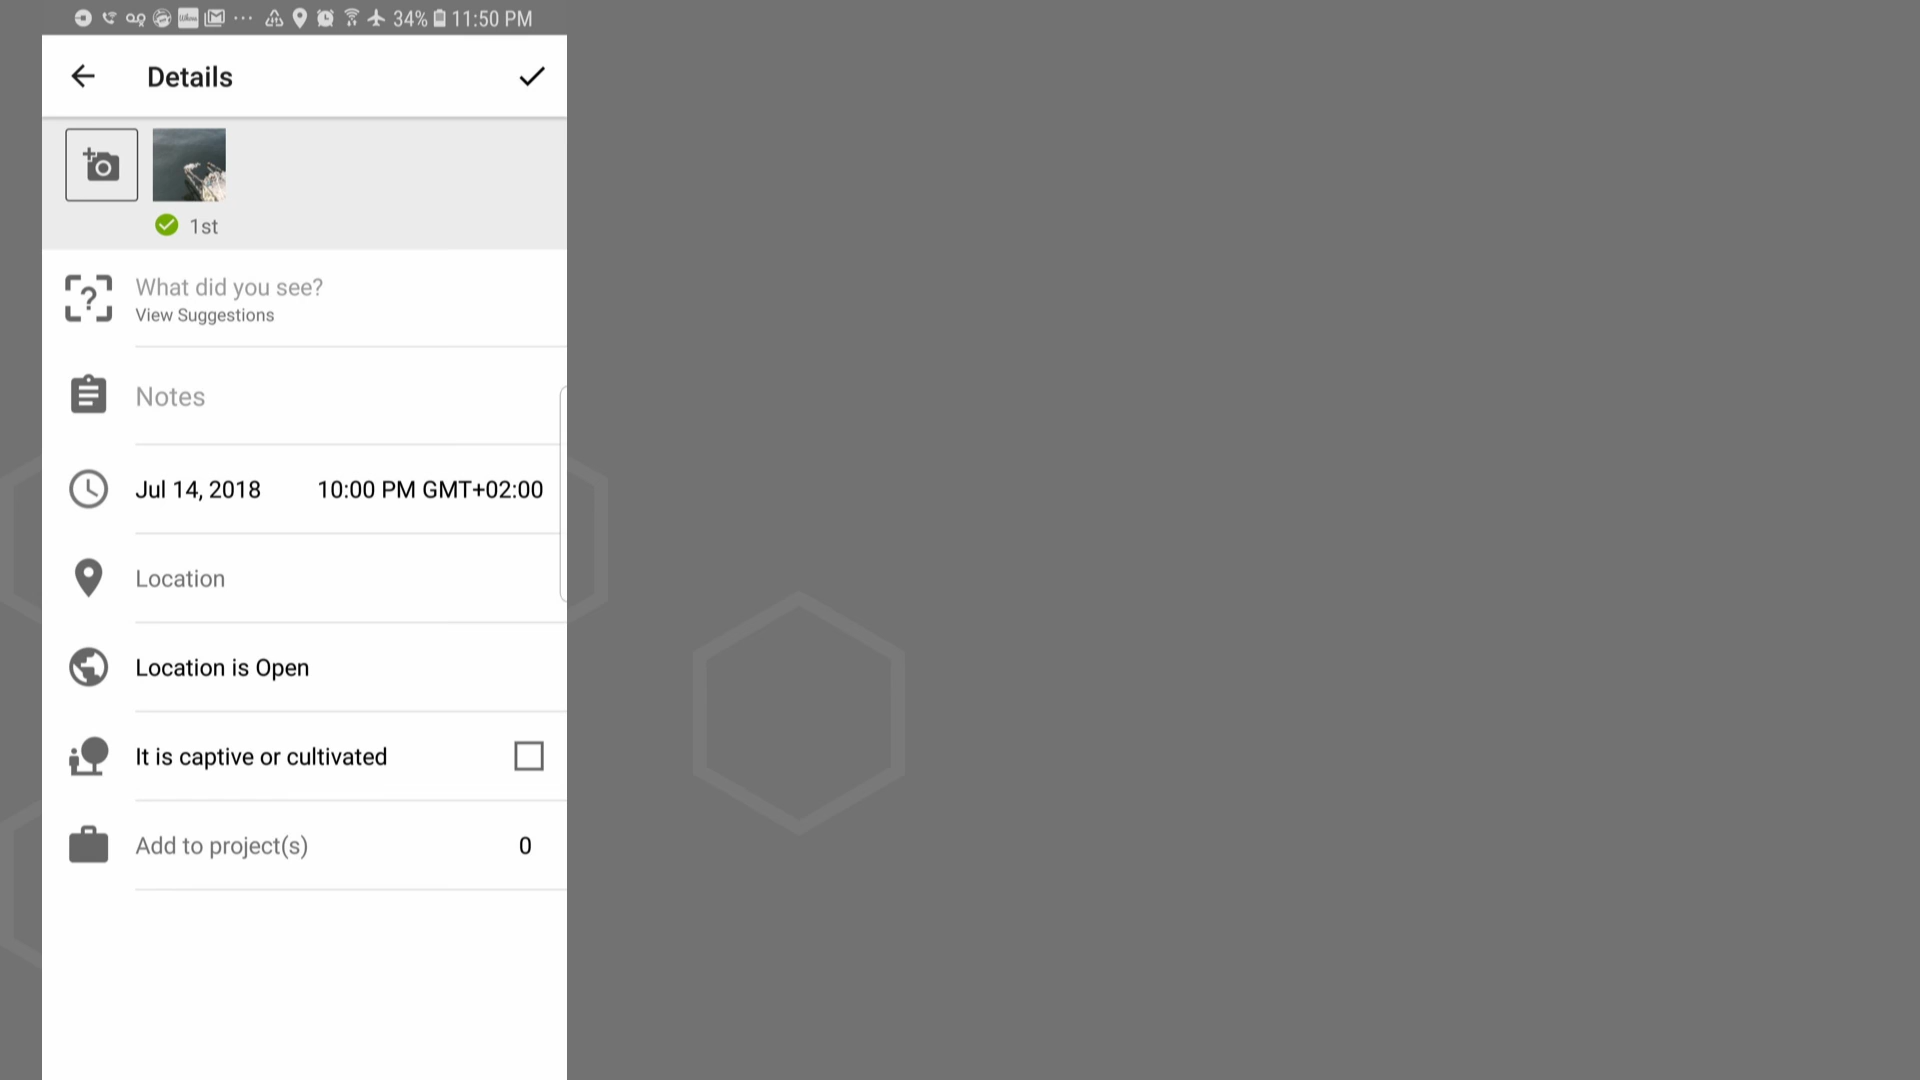 34% 11:50 PM
Details
1st
What did you see?
View Suggestions
Notes
Jul 14, 2018 10:00 PM GMT+02:00
Location
Location is Open
It is captive or cultivated
Add to project(s) 0